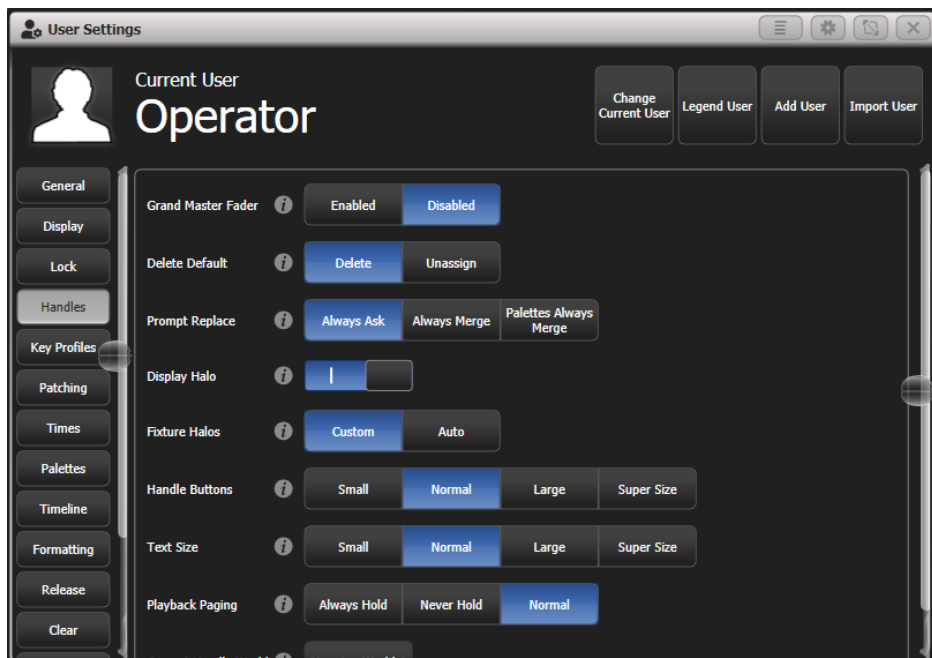 User Settings
Current User
Operator
Change
Current User
Legend User
Add User
Import User
General
Display
Lock
Handles
Key Profiles
Patching
Times
Palettes
Timeline
Formatting
Release
Clear
Grand Master Fader
Enabled
Disabled
Delete Default
Delete
Unassign
Prompt Replace
Always Ask
Always Merge
Palettes Always
Merge
Display Halo
Fixture Halos
Custom
Auto
Handle Buttons
Small
Normal
Large
Super Size
Text Size
Small
Normal
Large
Super Size
Playback Paging
Always Hold
Never Hold
Normal